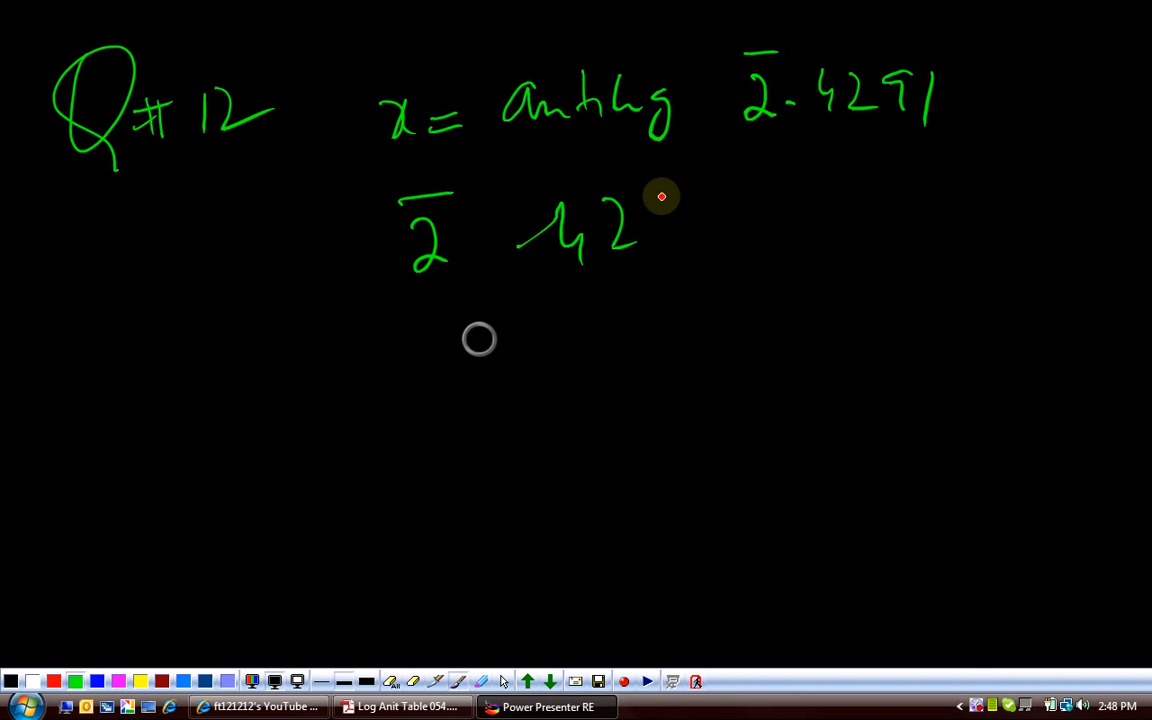 Q # 12 x = antilog 2̅.4291
2̅ .42
ft121212's YouTube ... Log Anit Table 054.... Power Presenter RE 2:48 PM